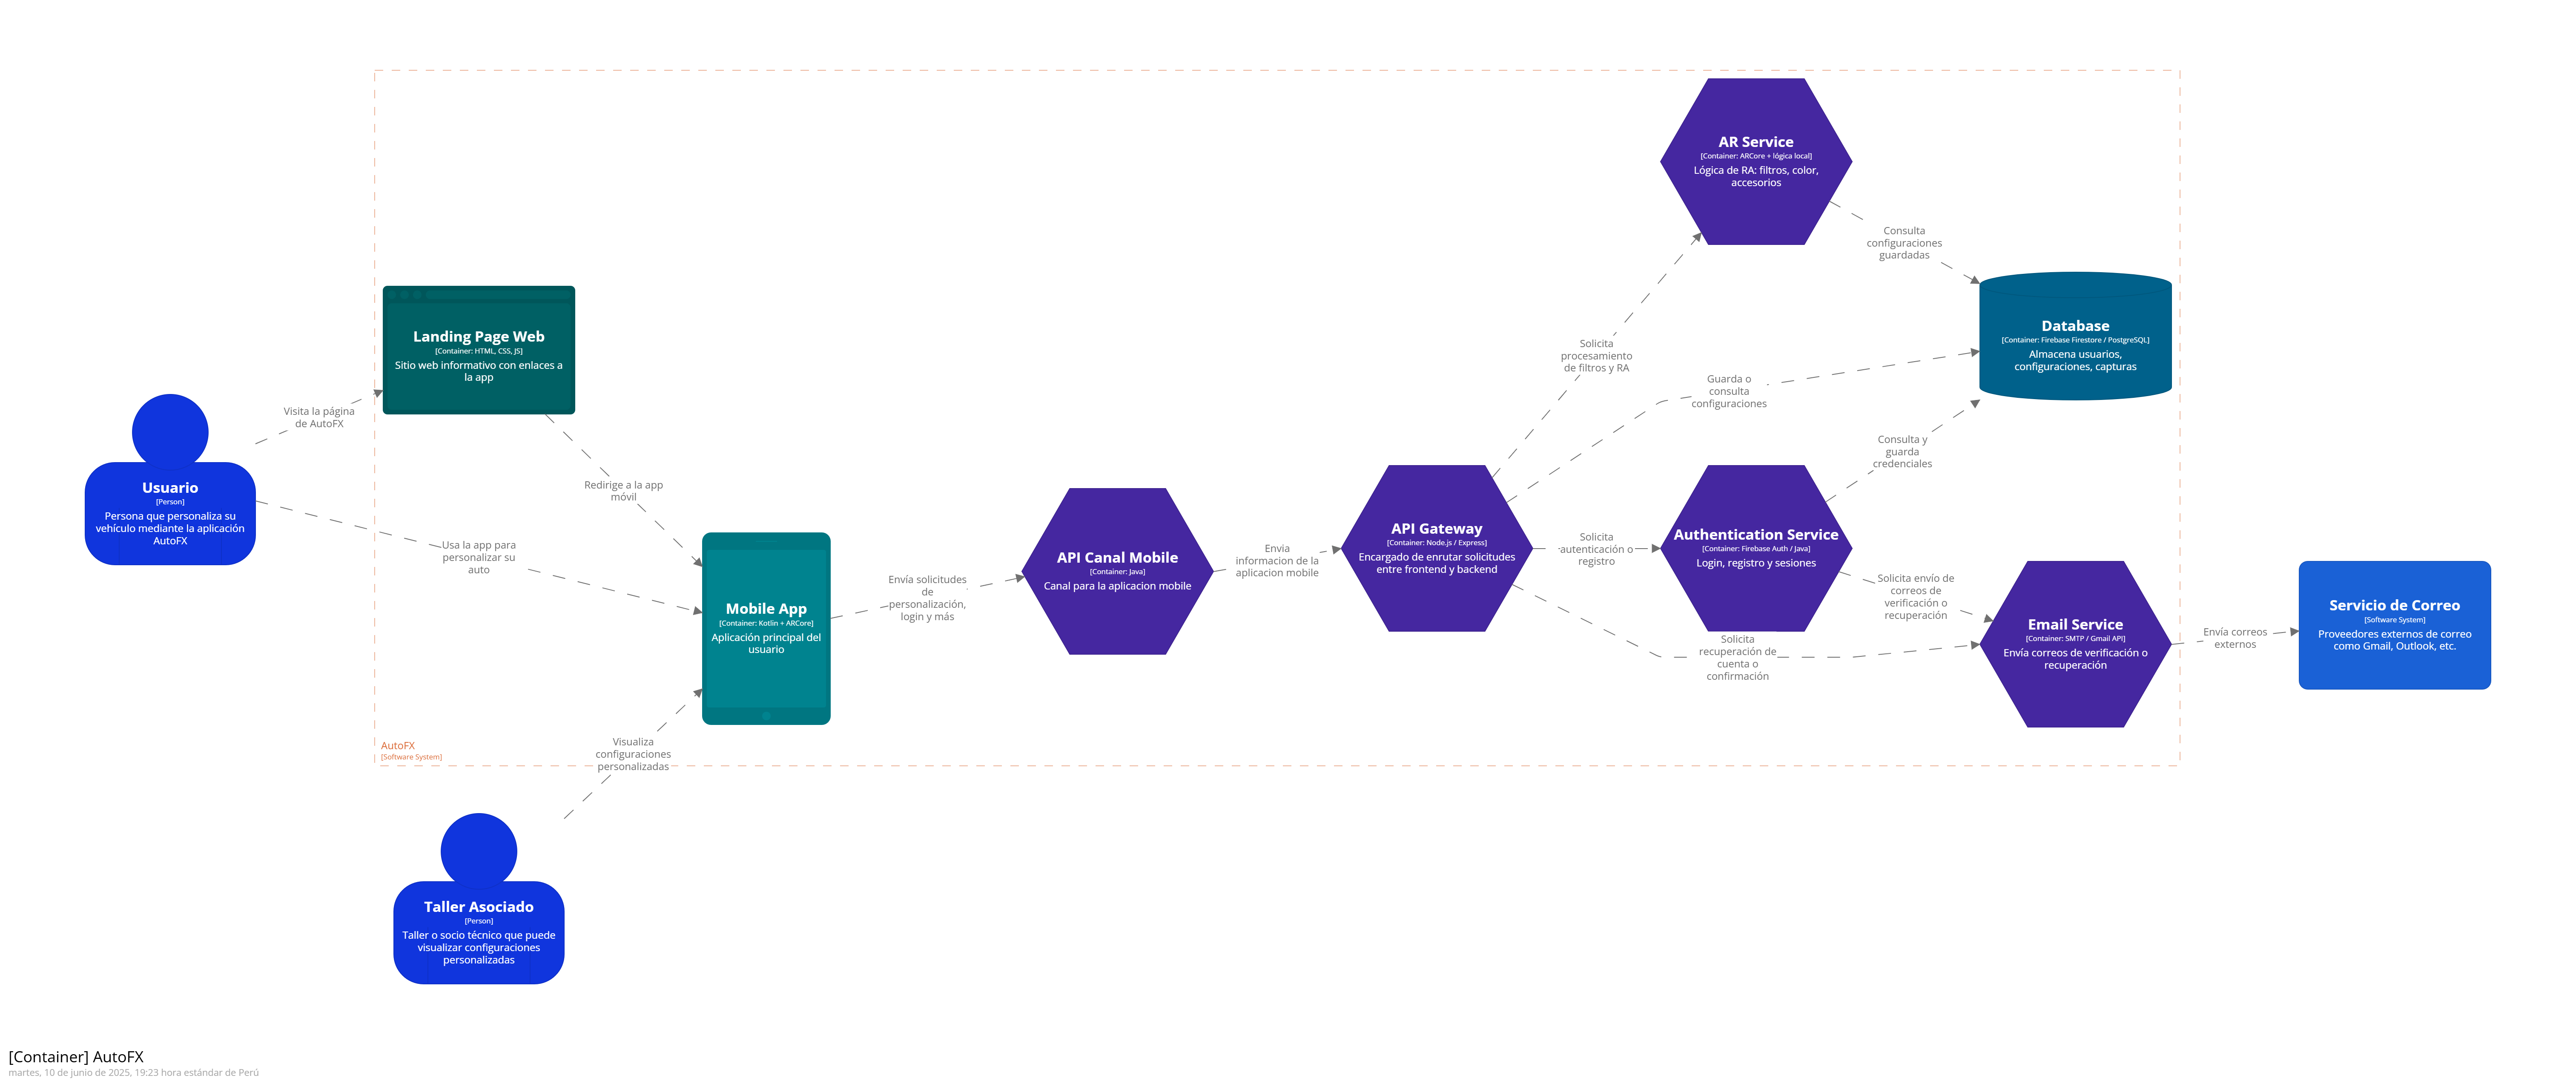 AR Service
[Container: ARCore + lógica local]
Lógica de RA: filtros, color,
accesorios
Consulta
configuraciones
guardadas
Landing Page Web
[Container: HTML, CSS, JS]
Sitio web informativo con enlaces a
la app
Database
[Container: Firebase Firestore / PostgreSQL]
Almacena usuarios,
configuraciones, capturas
Solicita
procesamiento
de filtros y RA
Guarda o
consulta
configuraciones
Visita la página
de AutoFX
Usuario
[Person]
Persona que personaliza su
vehículo mediante la aplicación
AutoFX
Redirige a la app
móvil
Consulta y
guarda
credenciales
Usa la app para
personalizar su
auto
Mobile App
[Container: Kotlin + ARCore]
Aplicación principal del
usuario
Envía solicitudes
de
personalización,
login y más
API Canal Mobile
[Container: Java]
Canal para la aplicacion mobile
Envia
informacion de la
aplicacion mobile
API Gateway
[Container: Node.js / Express]
Encargado de enrutar solicitudes
entre frontend y backend
Solicita
autenticación o
registro
Authentication Service
[Container: Firebase Auth / Java]
Login, registro y sesiones
Solicita envío de
correos de
verificación o
recuperación
Solicita
recuperación de
cuenta o
confirmación
Email Service
[Container: SMTP / Gmail API]
Envía correos de verificación o
recuperación
Envía correos
externos
Servicio de Correo
[Software System]
Proveedores externos de correo
como Gmail, Outlook, etc.
Visualiza
configuraciones
personalizadas
AutoFX
[Software System]
Taller Asociado
[Person]
Taller o socio técnico que puede
visualizar configuraciones
personalizadas
[Container] AutoFX
martes, 10 de junio de 2025, 19:23 hora estándar de Perú